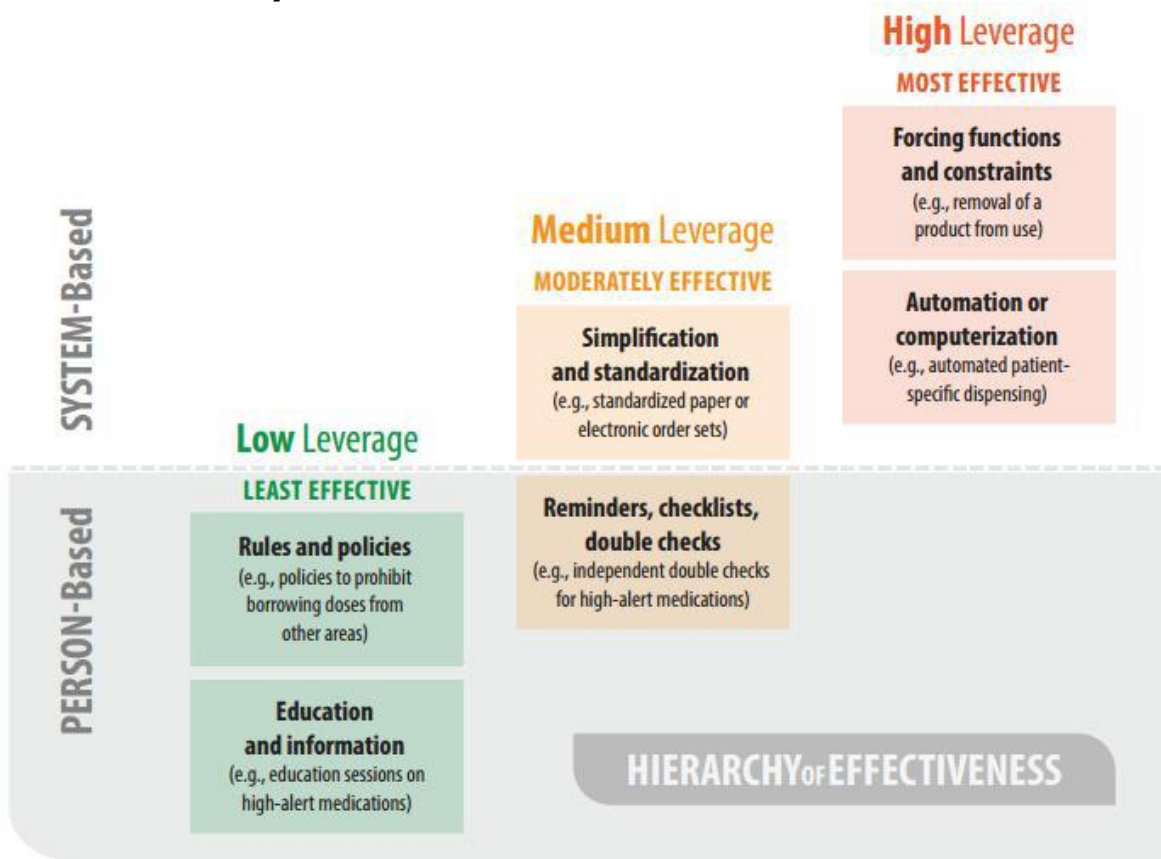 High Leverage
MOST EFFECTIVE
Forcing functions
and constraints
(e.g., removal of a
product from use)
Automation or
computerization
(e.g., automated patient-
specific dispensing)
Medium Leverage
MODERATELY EFFECTIVE
Simplification
and standardization
(e.g., standardized paper or
electronic order sets)
Reminders, checklists,
double checks
(e.g., independent double checks
for high-alert medications)
SYSTEM-Based
Low Leverage
LEAST EFFECTIVE
Rules and policies
(e.g., policies to prohibit
borrowing doses from
other areas)
Education
and information
(e.g., education sessions on
high-alert medications)
PERSON-Based
HIERARCHY OF EFFECTIVENESS